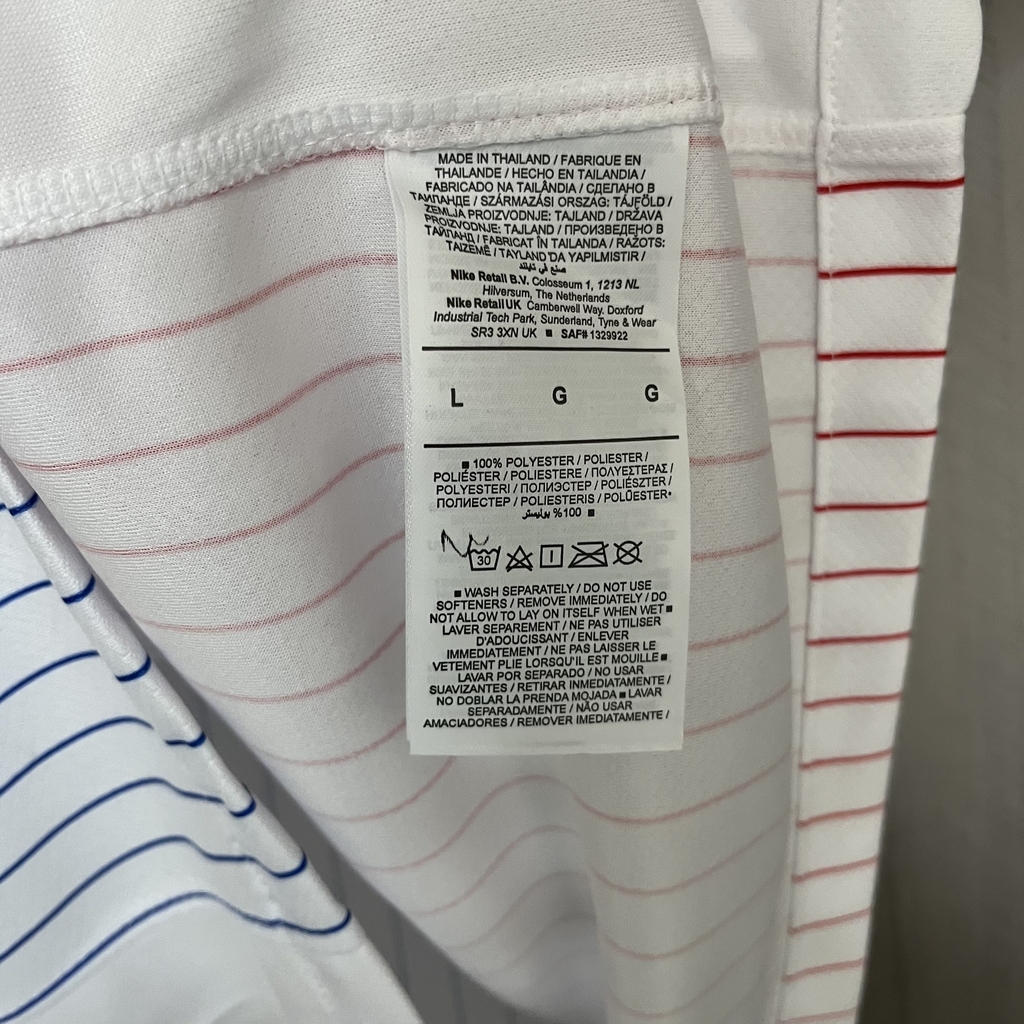 MADE IN THAILAND / FABRIQUE EN
THAILANDE / HECHO EN TAILANDIA /
FABRICADO NA TAILÂNDIA / СДЕЛАНО В
ТАИЛАНДЕ / SZÁRMAZÁSI ORSZÁG: TÁJFÖLD /
ZEMLJA PROIZVODNJE: TAJLAND / DRŽAVA
PROIZVODNJE: TAJLAND / ПРОИЗВЕДЕНО В
ТАЙЛАНД / FABRICAT ÎN TAILANDA / RAŽOTS:
TAIZEMĒ / TAYLAND'DA YAPILMISTIR /
صنع في تايلند
Nike Retail B.V. Colosseum 1, 1213 NL
Hilversum, The Netherlands
Nike Retail UK Camberwell Way, Doxford
Industrial Tech Park, Sunderland, Tyne & Wear
SR3 3XN UK ■ SAF# 1329922
L G G
■ 100% POLYESTER / POLIESTER /
POLIÉSTER / POLIESTERE / ΠΟΛΥΕΣΤΕΡΑΣ /
POLYESTERI / ПОЛИЭСТЕР / POLIÉSZTER /
ПОЛИЕСТЕР / POLIESTERIS / POLÜESTER ▪
100% بوليستر ■
30
■ WASH SEPARATELY / DO NOT USE
SOFTENERS / REMOVE IMMEDIATELY / DO
NOT ALLOW TO LAY ON ITSELF WHEN WET ■
LAVER SEPAREMENT / NE PAS UTILISER
D'ADOUCISSANT / ENLEVER
IMMEDIATEMENT / NE PAS LAISSER LE
VETEMENT PLIE LORSQU'IL EST MOUILLE ■
LAVAR POR SEPARADO / NO USAR
SUAVIZANTES / RETIRAR INMEDIATAMENTE /
NO DOBLAR LA PRENDA MOJADA ■ LAVAR
SEPARADAMENTE / NÃO USAR
AMACIADORES / REMOVER IMEDIATAMENTE /